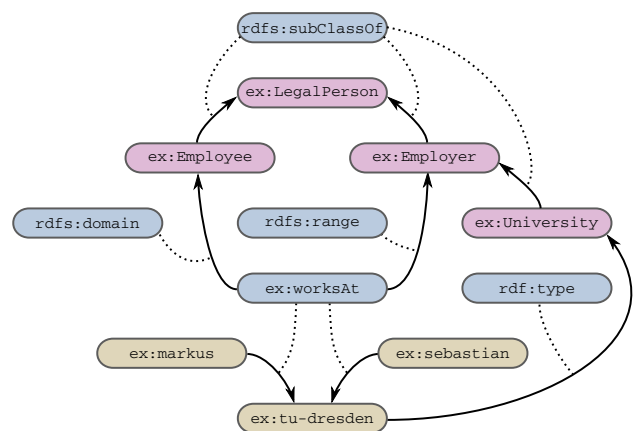 rdfs:subClassOf
ex:LegalPerson
ex:Employee
ex:Employer
rdfs:domain
rdfs:range
ex:University
ex:worksAt
rdf:type
ex:markus
ex:sebastian
ex:tu-dresden